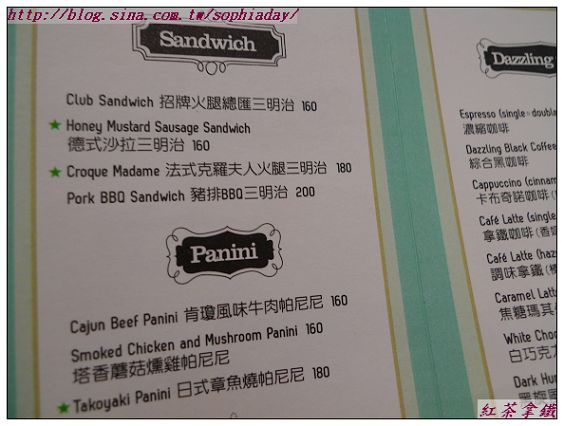 http://blog.sina.com.tw/sophiaday/
Sandwich
Club Sandwich 招牌火腿總匯三明治 160
★ Honey Mustard Sausage Sandwich
德式沙拉三明治 160
★ Croque Madame 法式克羅夫人火腿三明治 180
Pork BBQ Sandwich 豬排BBQ三明治 200
Panini
Cajun Beef Panini 肯瓊風味牛肉帕尼尼 160
Smoked Chicken and Mushroom Panini 160
塔香蘑菇燻雞帕尼尼
★ Takoyaki Panini 日式章魚燒帕尼尼 180
Dazzling
Espresso (single
濃縮咖啡
Dazzling Black Coffee
綜合黑咖啡
Cappuccino (cinnam
卡布奇諾咖啡
Café Latte (single
拿鐵咖啡
Café Latte (haz
調味拿鐵
Caramel Latt
焦糖瑪其
White Choc
白巧克力
Dark Hu
紅茶拿鐵